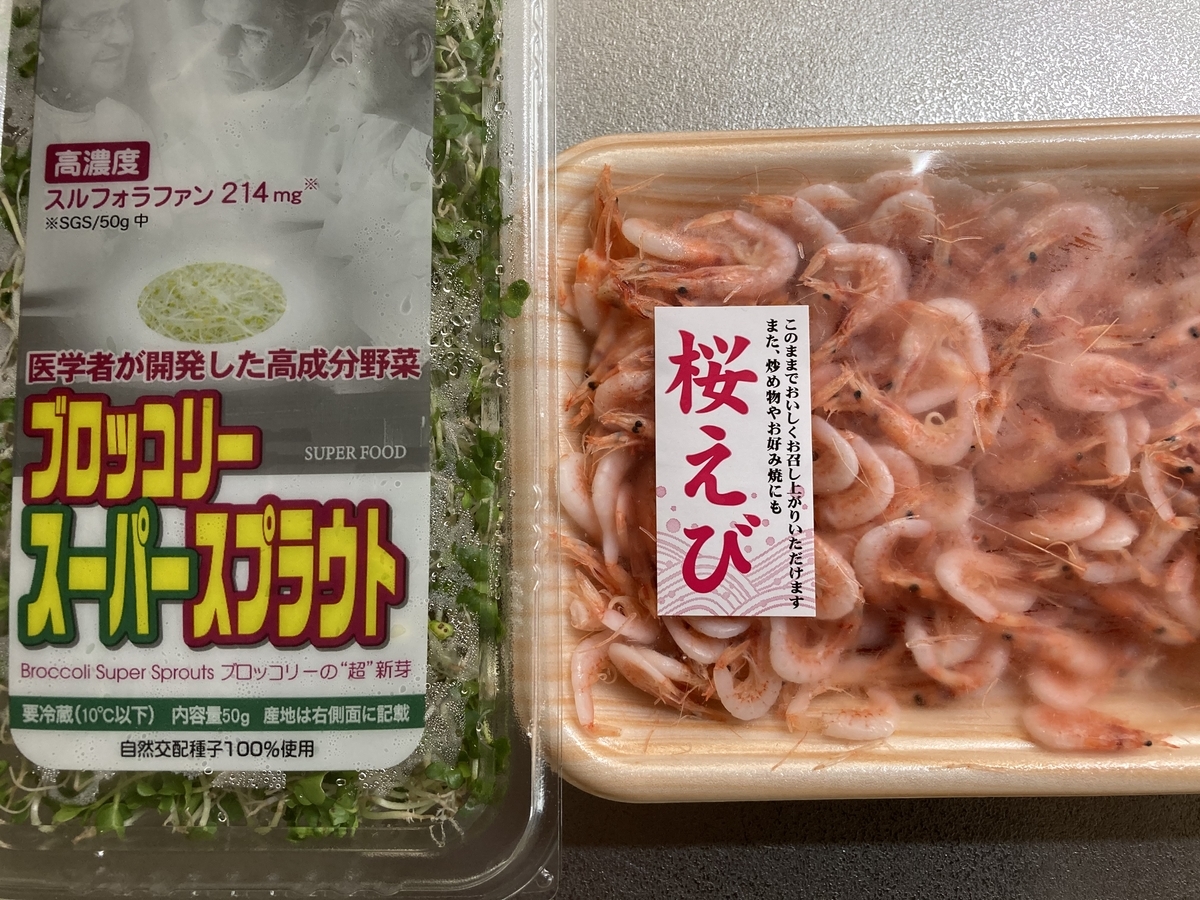 高濃度
スルフォラファン 214mg※
※SGS/50g 中
医学者が開発した高成分野菜
ブロッコリー
SUPER FOOD
スーパースプラウト
Broccoli Super Sprouts ブロッコリーの“超”新芽
要冷蔵(10℃以下) 内容量50g 産地は右側面に記載
自然交配種子100%使用
このままでおいしくお召し上がりいただけます
また、炒め物やお好み焼にも
桜えび